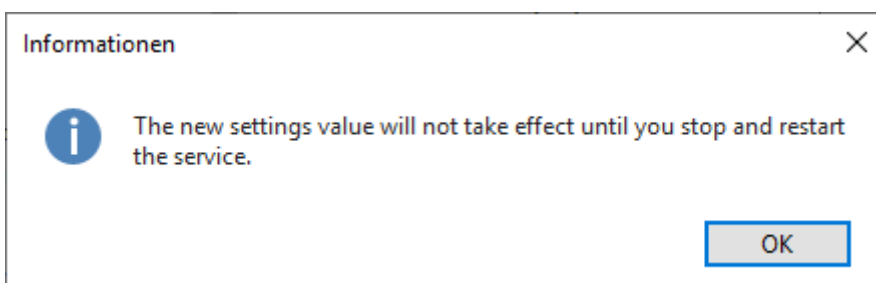 Informationen
The new settings value will not take effect until you stop and restart
the service.
OK